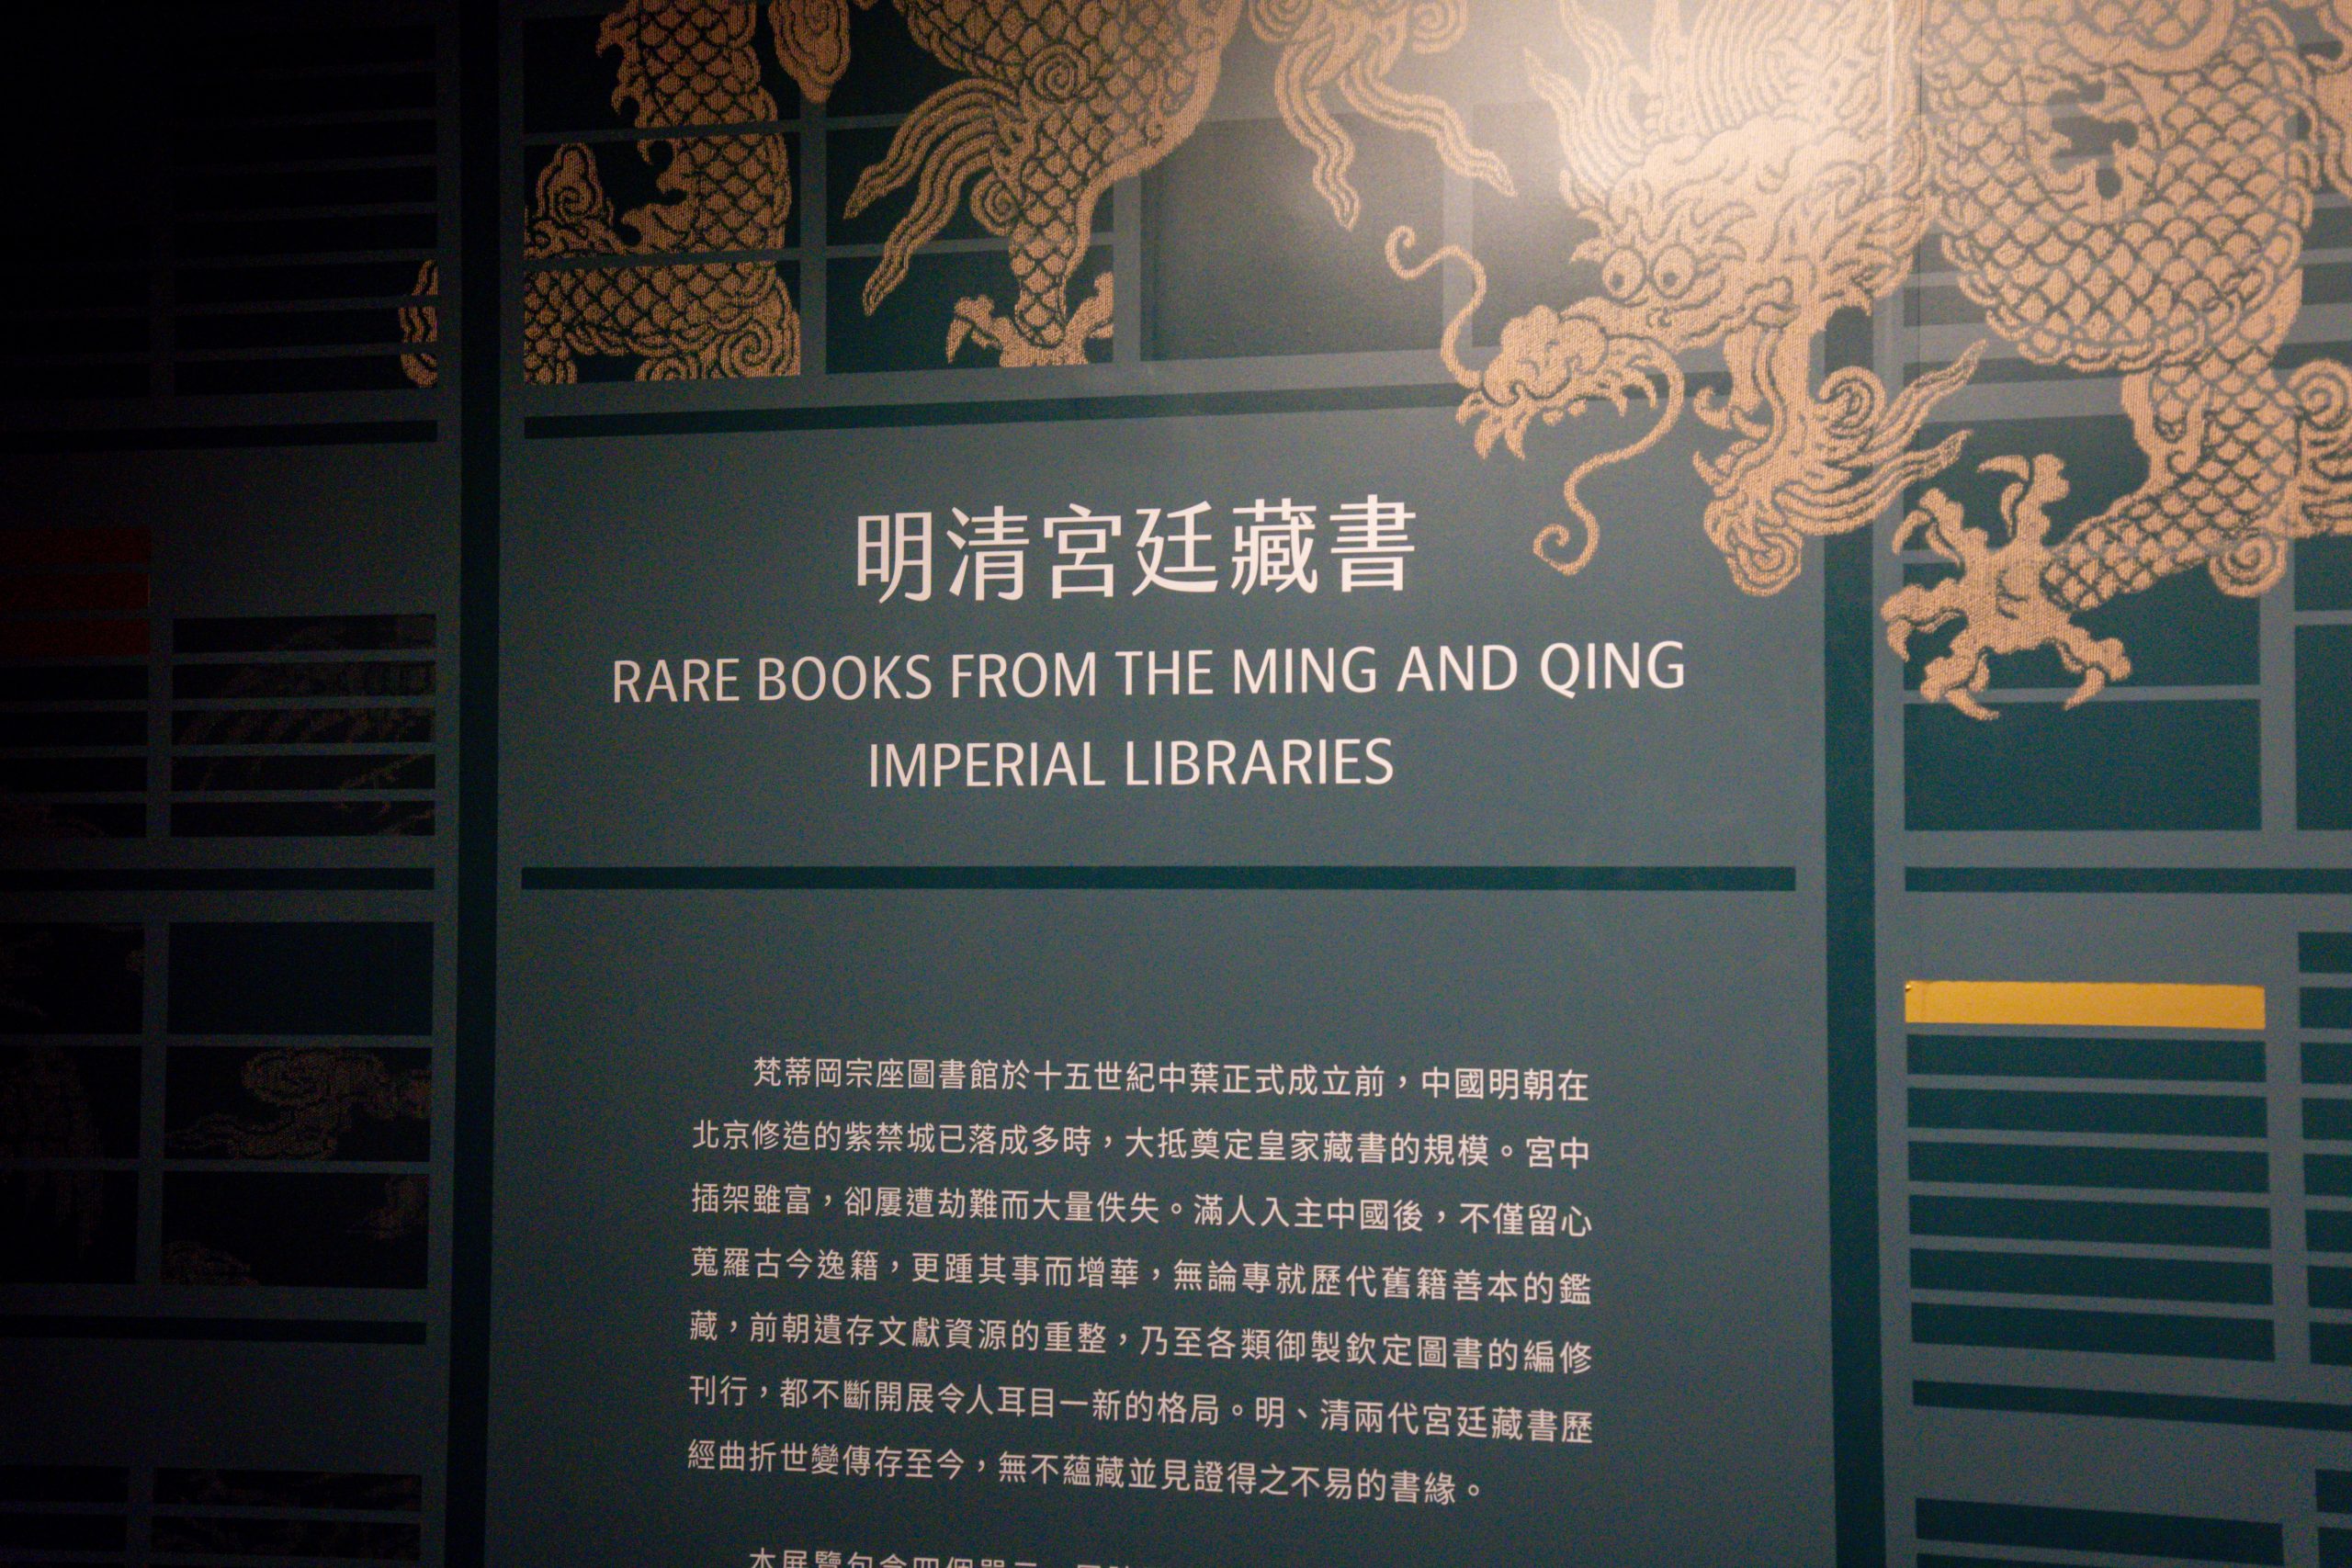 明清宮廷藏書
RARE BOOKS FROM THE MING AND QING
IMPERIAL LIBRARIES
梵蒂岡宗座圖書館於十五世紀中葉正式成立前，中國明朝在
北京修造的紫禁城已落成多時，大抵奠定皇家藏書的規模。宮中
插架雖富，卻屢遭劫難而大量佚失。滿人入主中國後，不僅留心
蒐羅古今逸籍，更踵其事而增華，無論專就歷代舊籍善本的鑑
藏，前朝遺存文獻資源的重整，乃至各類御製欽定圖書的編修
刊行，都不斷開展令人耳目一新的格局。明、清兩代宮廷藏書歷
經曲折世變傳存至今，無不蘊藏並見證得之不易的書緣。
本展覽包含四個單元，